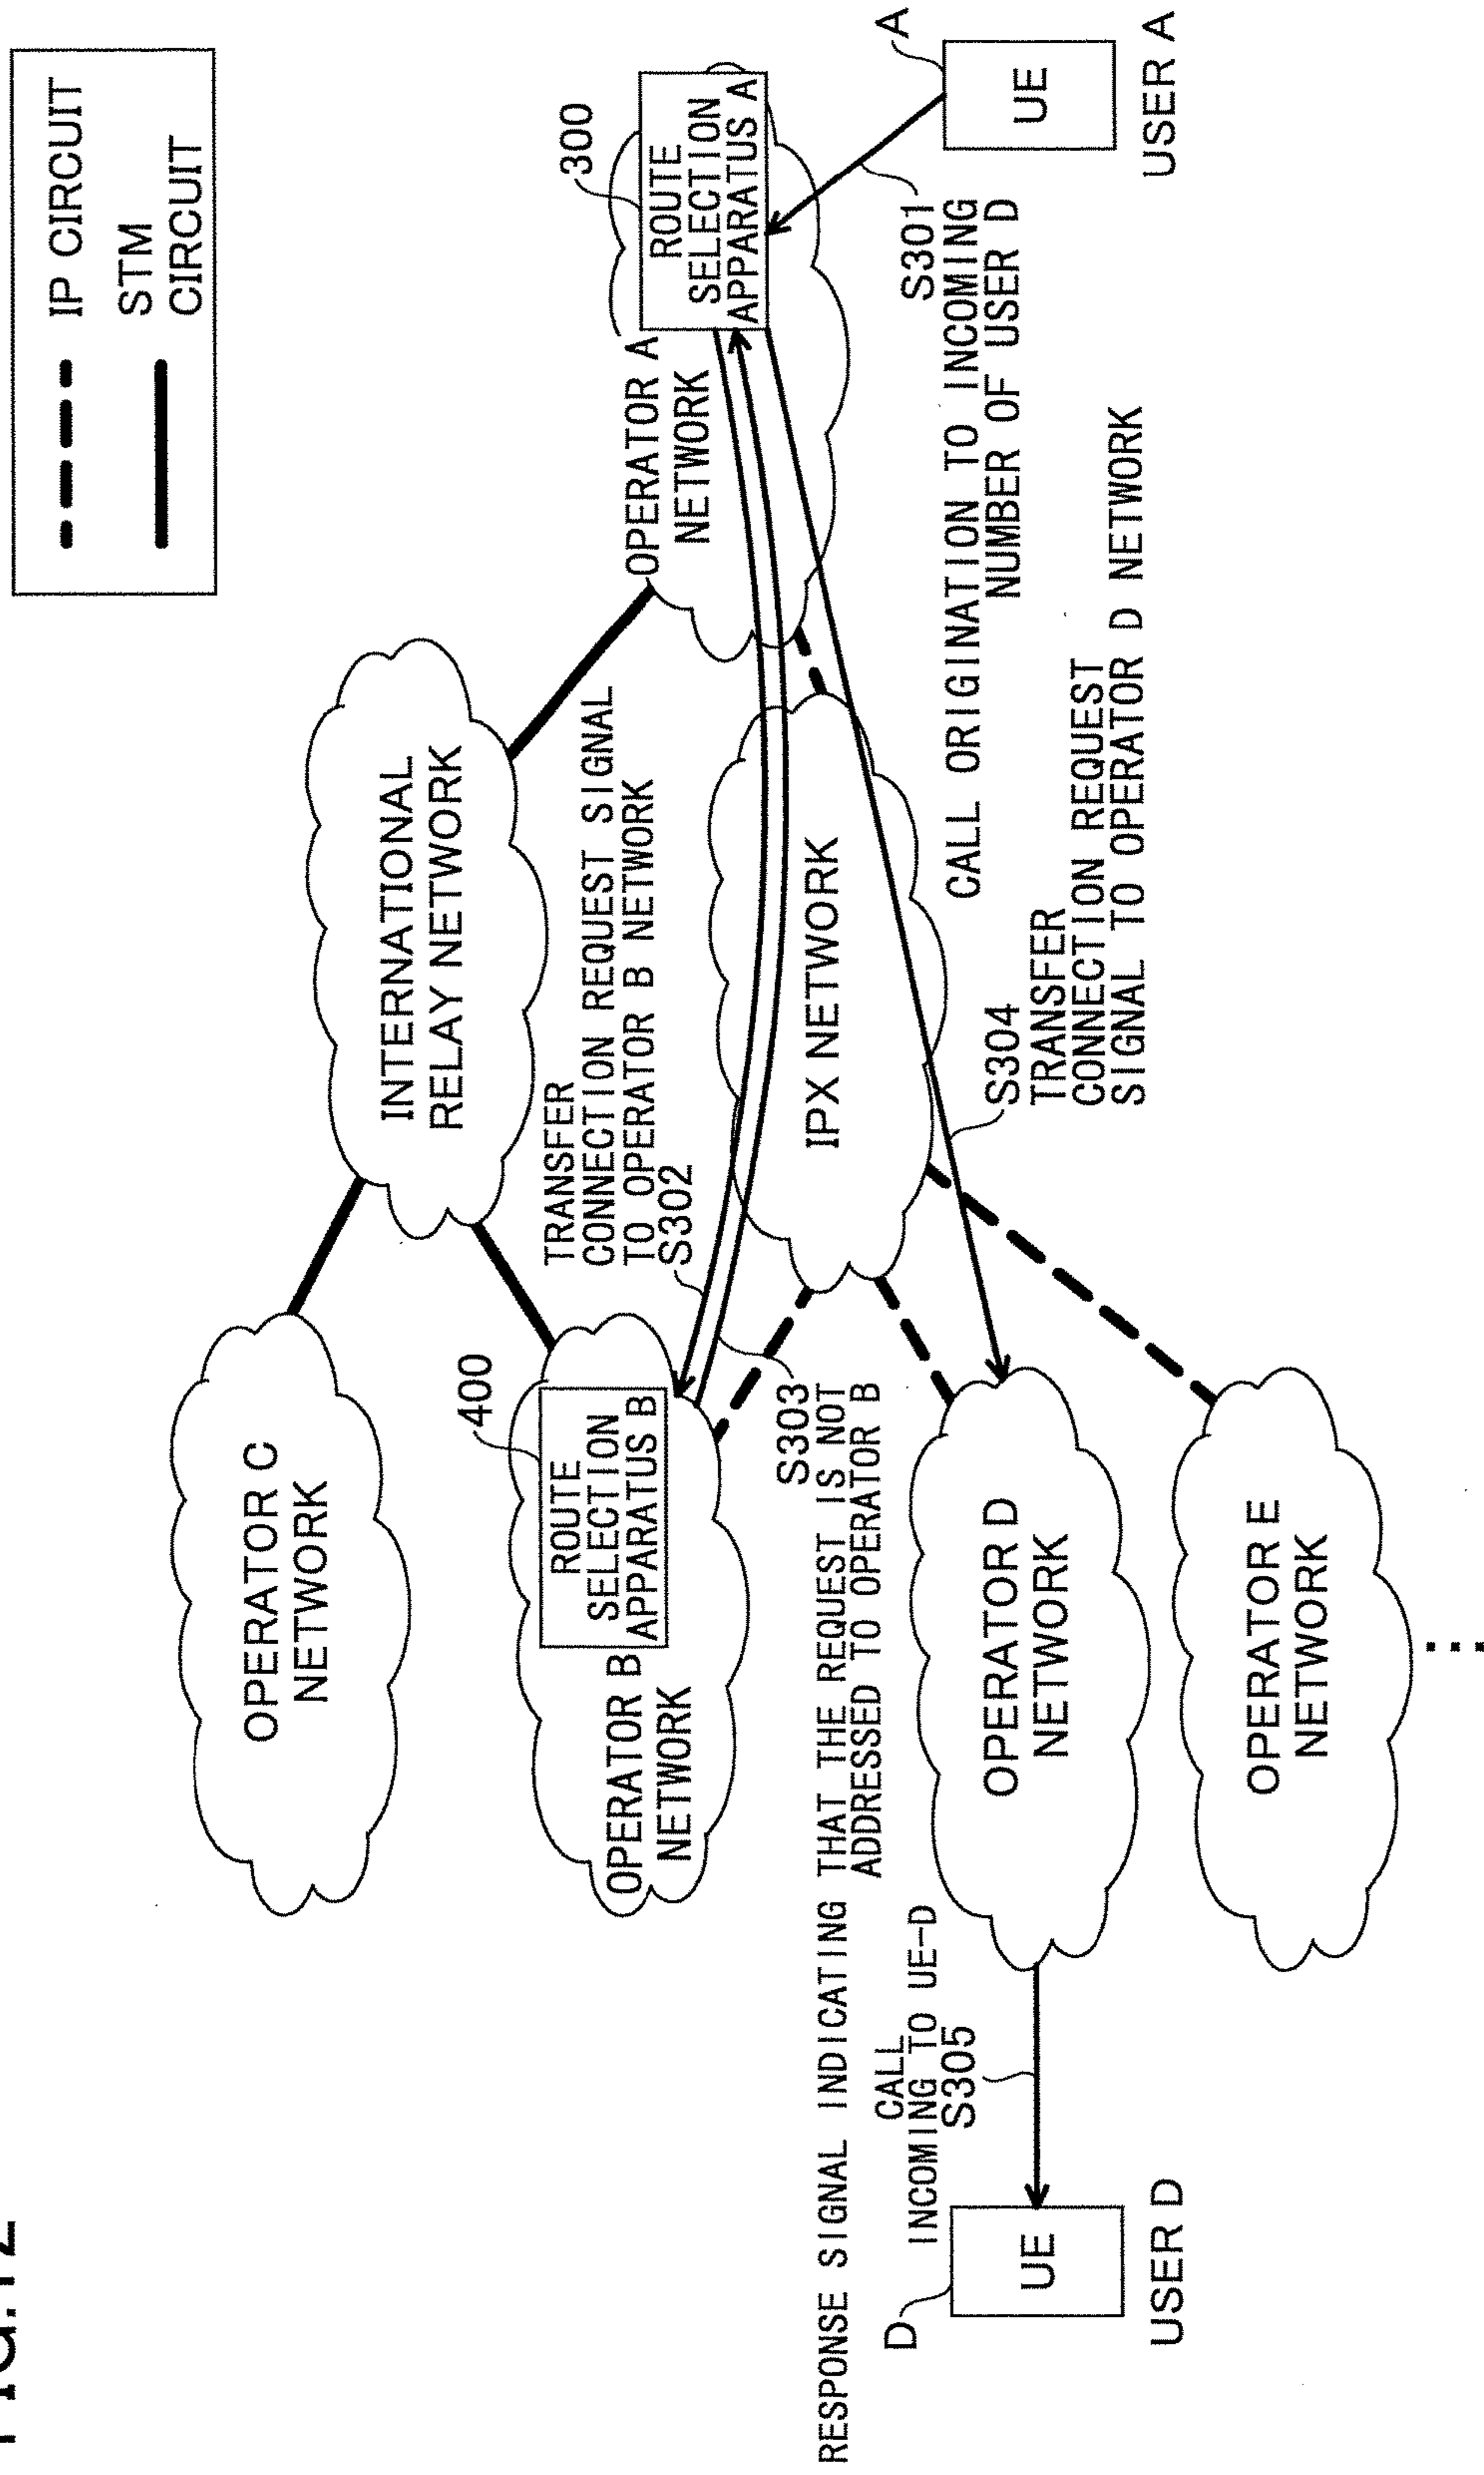 FIG.12
IP CIRCUIT
STM
CIRCUIT
INTERNATIONAL
RELAY NETWORK
OPERATOR C
NETWORK
OPERATOR B
NETWORK
400
ROUTE
SELECTION
APPARATUS B
TRANSFER
CONNECTION REQUEST SIGNAL
TO OPERATOR B NETWORK
S302
OPERATOR A
NETWORK
300
ROUTE
SELECTION
APPARATUS A
IPX NETWORK
S303
RESPONSE SIGNAL INDICATING THAT THE REQUEST IS NOT
ADDRESSED TO OPERATOR B
A
UE
USER A
S301
CALL ORIGINATION TO INCOMING
NUMBER OF USER D
S304
TRANSFER
CONNECTION REQUEST
SIGNAL TO OPERATOR D NETWORK
OPERATOR D
NETWORK
CALL
INCOMING TO UE-D
S305
D
UE
USER D
OPERATOR E
NETWORK